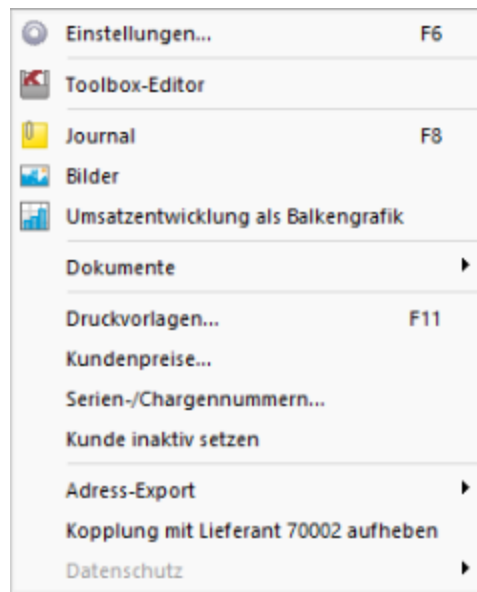 Einstellungen... F6
Toolbox-Editor
Journal F8
Bilder
Umsatzentwicklung als Balkengrafik
Dokumente
Druckvorlagen... F11
Kundenpreise...
Serien-/Chargennummern...
Kunde inaktiv setzen
Adress-Export
Kopplung mit Lieferant 70002 aufheben
Datenschutz